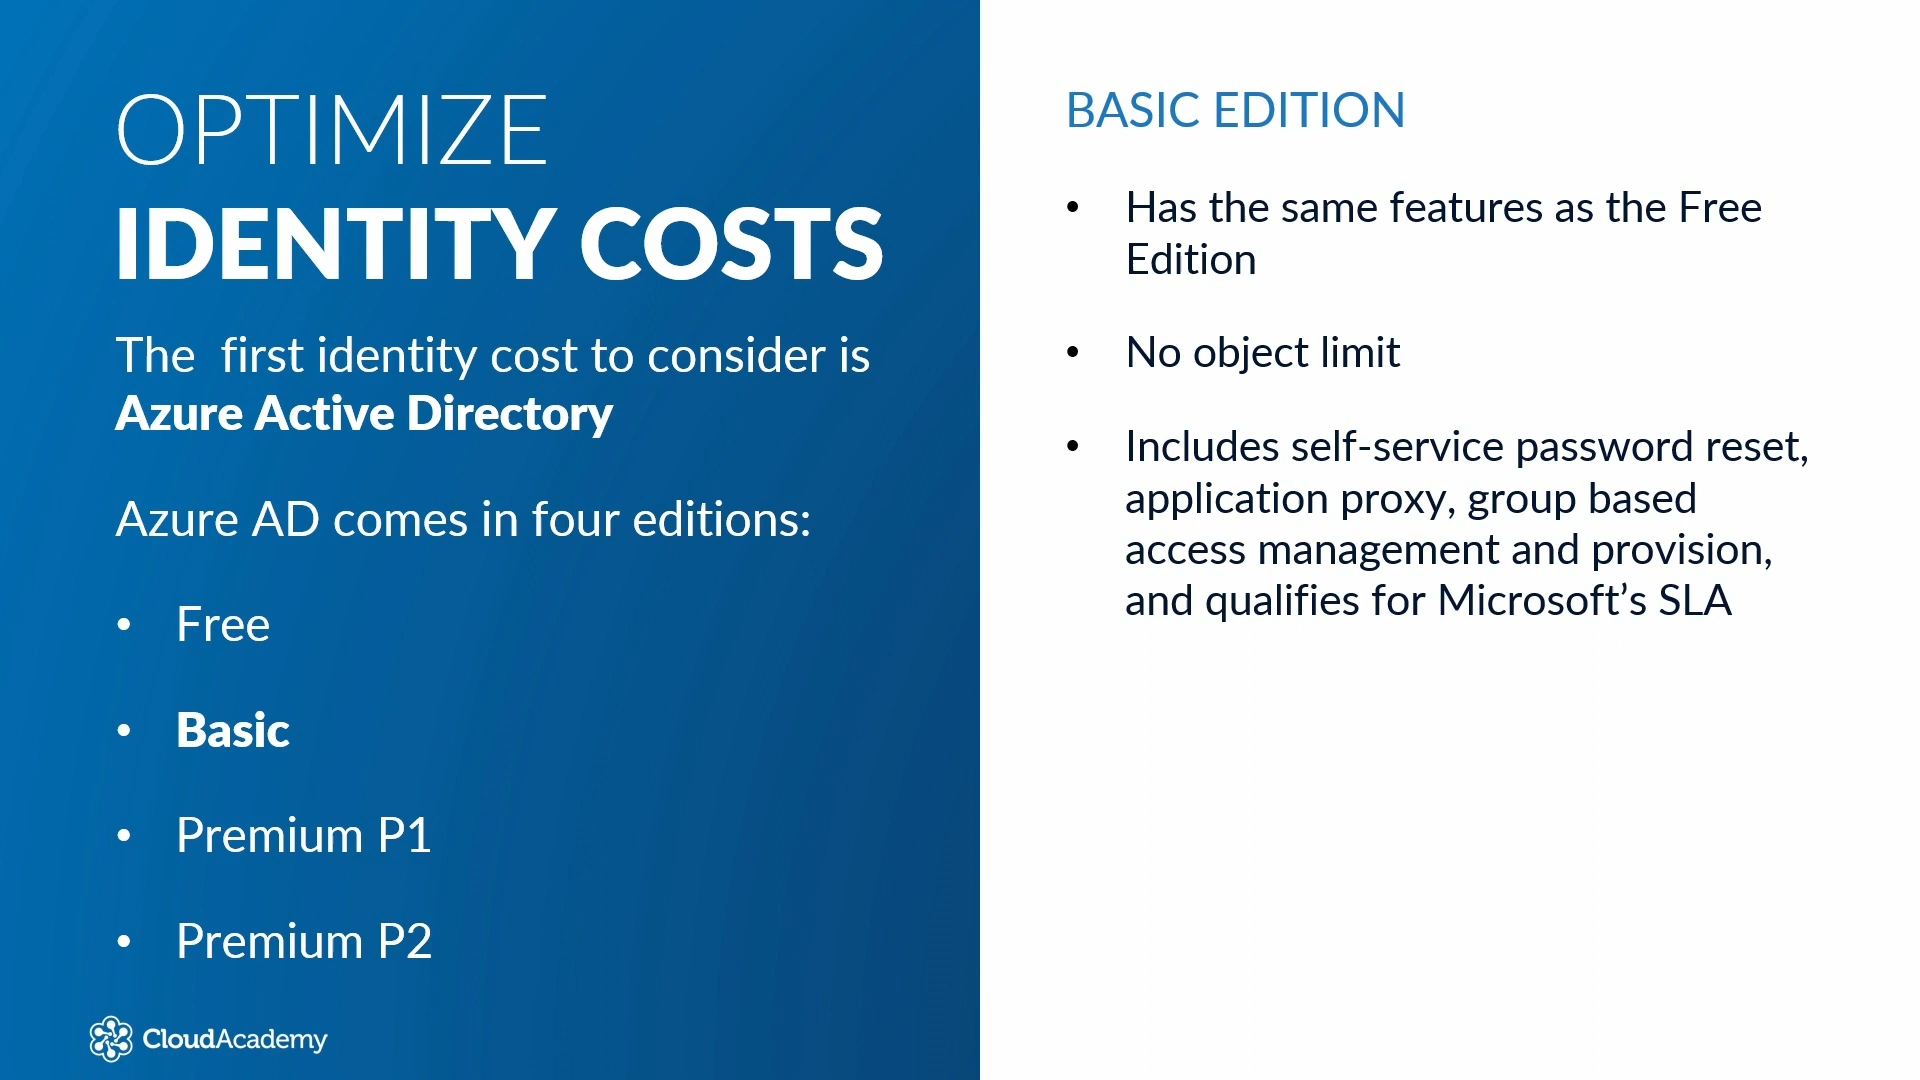 OPTIMIZE
IDENTITY COSTS
The  first identity cost to consider is
Azure Active Directory
Azure AD comes in four editions:
• Free
• Basic
• Premium P1
• Premium P2
CloudAcademy
BASIC EDITION
• Has the same features as the Free
Edition
• No object limit
• Includes self-service password reset,
application proxy, group based
access management and provision,
and qualifies for Microsoft’s SLA